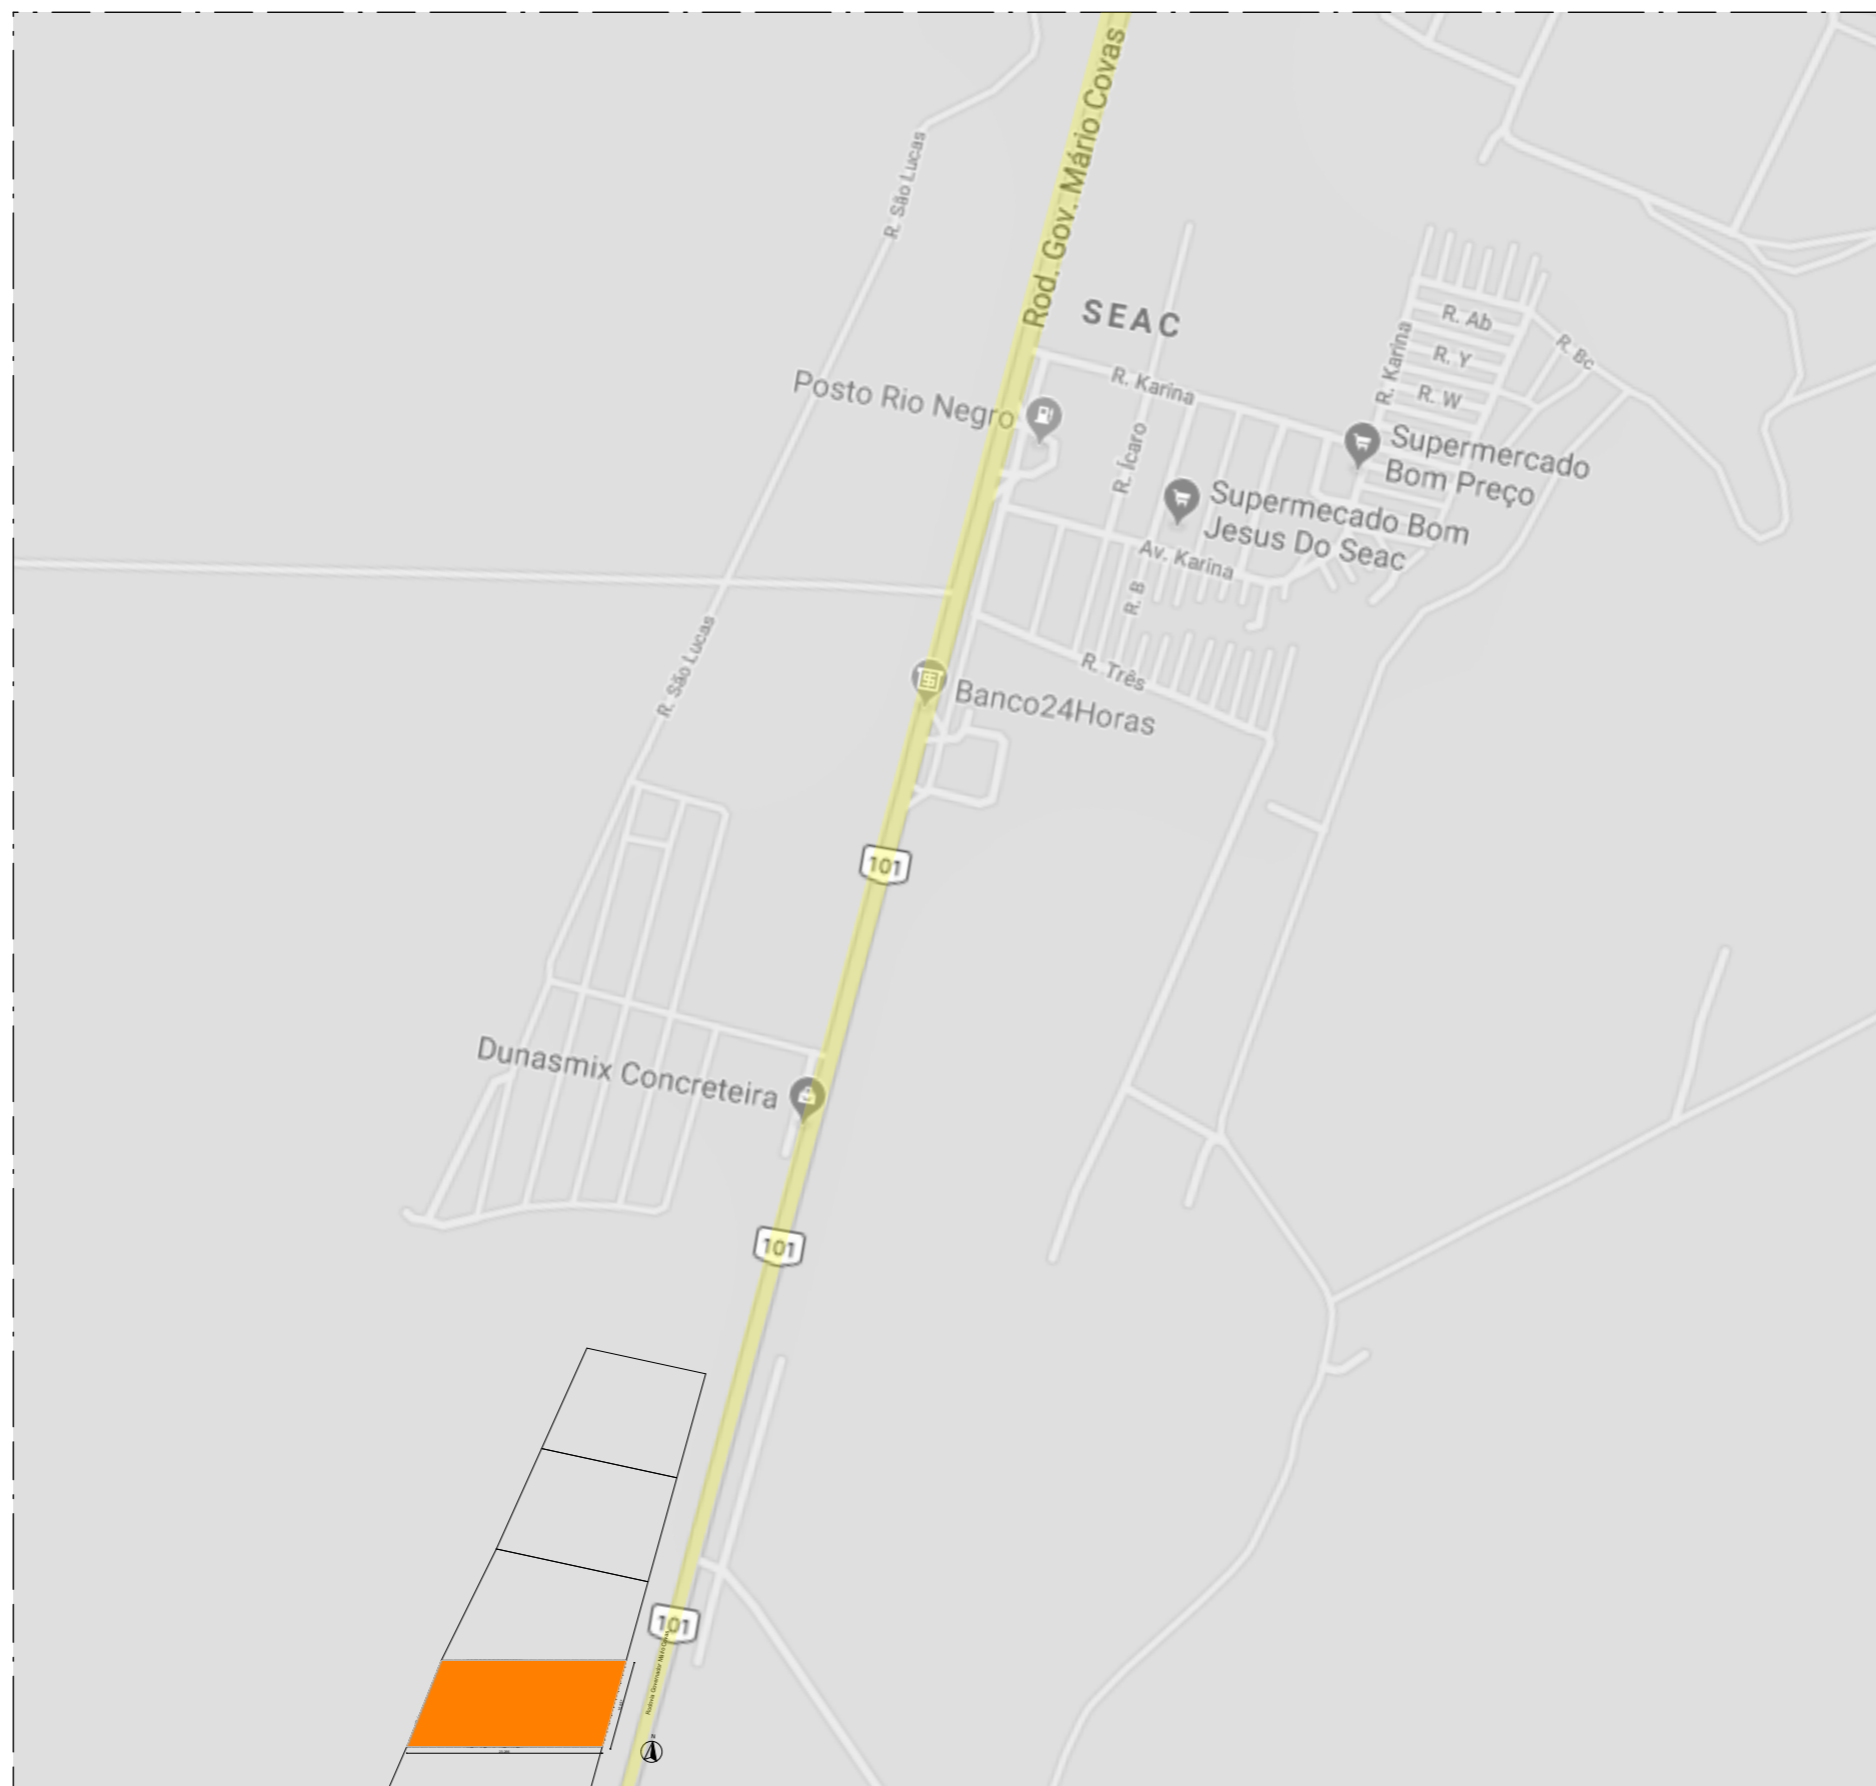 Rod. Gov. Mário Covas
R. São Lucas
SEAC
R. Ab
R. Y
R. W
R. Bc
R. Karina
R. Karina
Posto Rio Negro
R. Ícaro
Supermercado
Bom Preço
Supermecado Bom
Jesus Do Seac
Av. Karina
R. B
R. Três
R. São Lucas
Banco24Horas
101
Dunasmix Concreteira
101
101